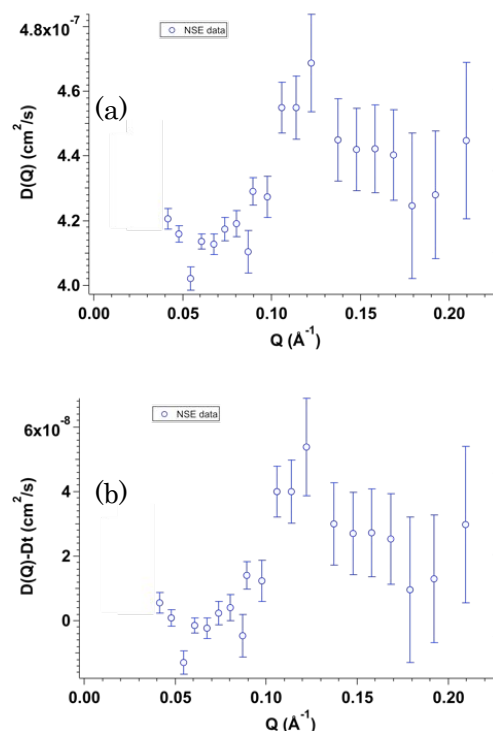 4.8x10⁻⁷
NSE data
(a)
4.6
4.4
4.2
4.0
D(Q) (cm²/s)
0.00 0.05 0.10 0.15 0.20
Q (Å⁻¹)
6x10⁻⁸
NSE data
(b)
4
2
0
D(Q)-Dt (cm²/s)
0.00 0.05 0.10 0.15 0.20
Q (Å⁻¹)